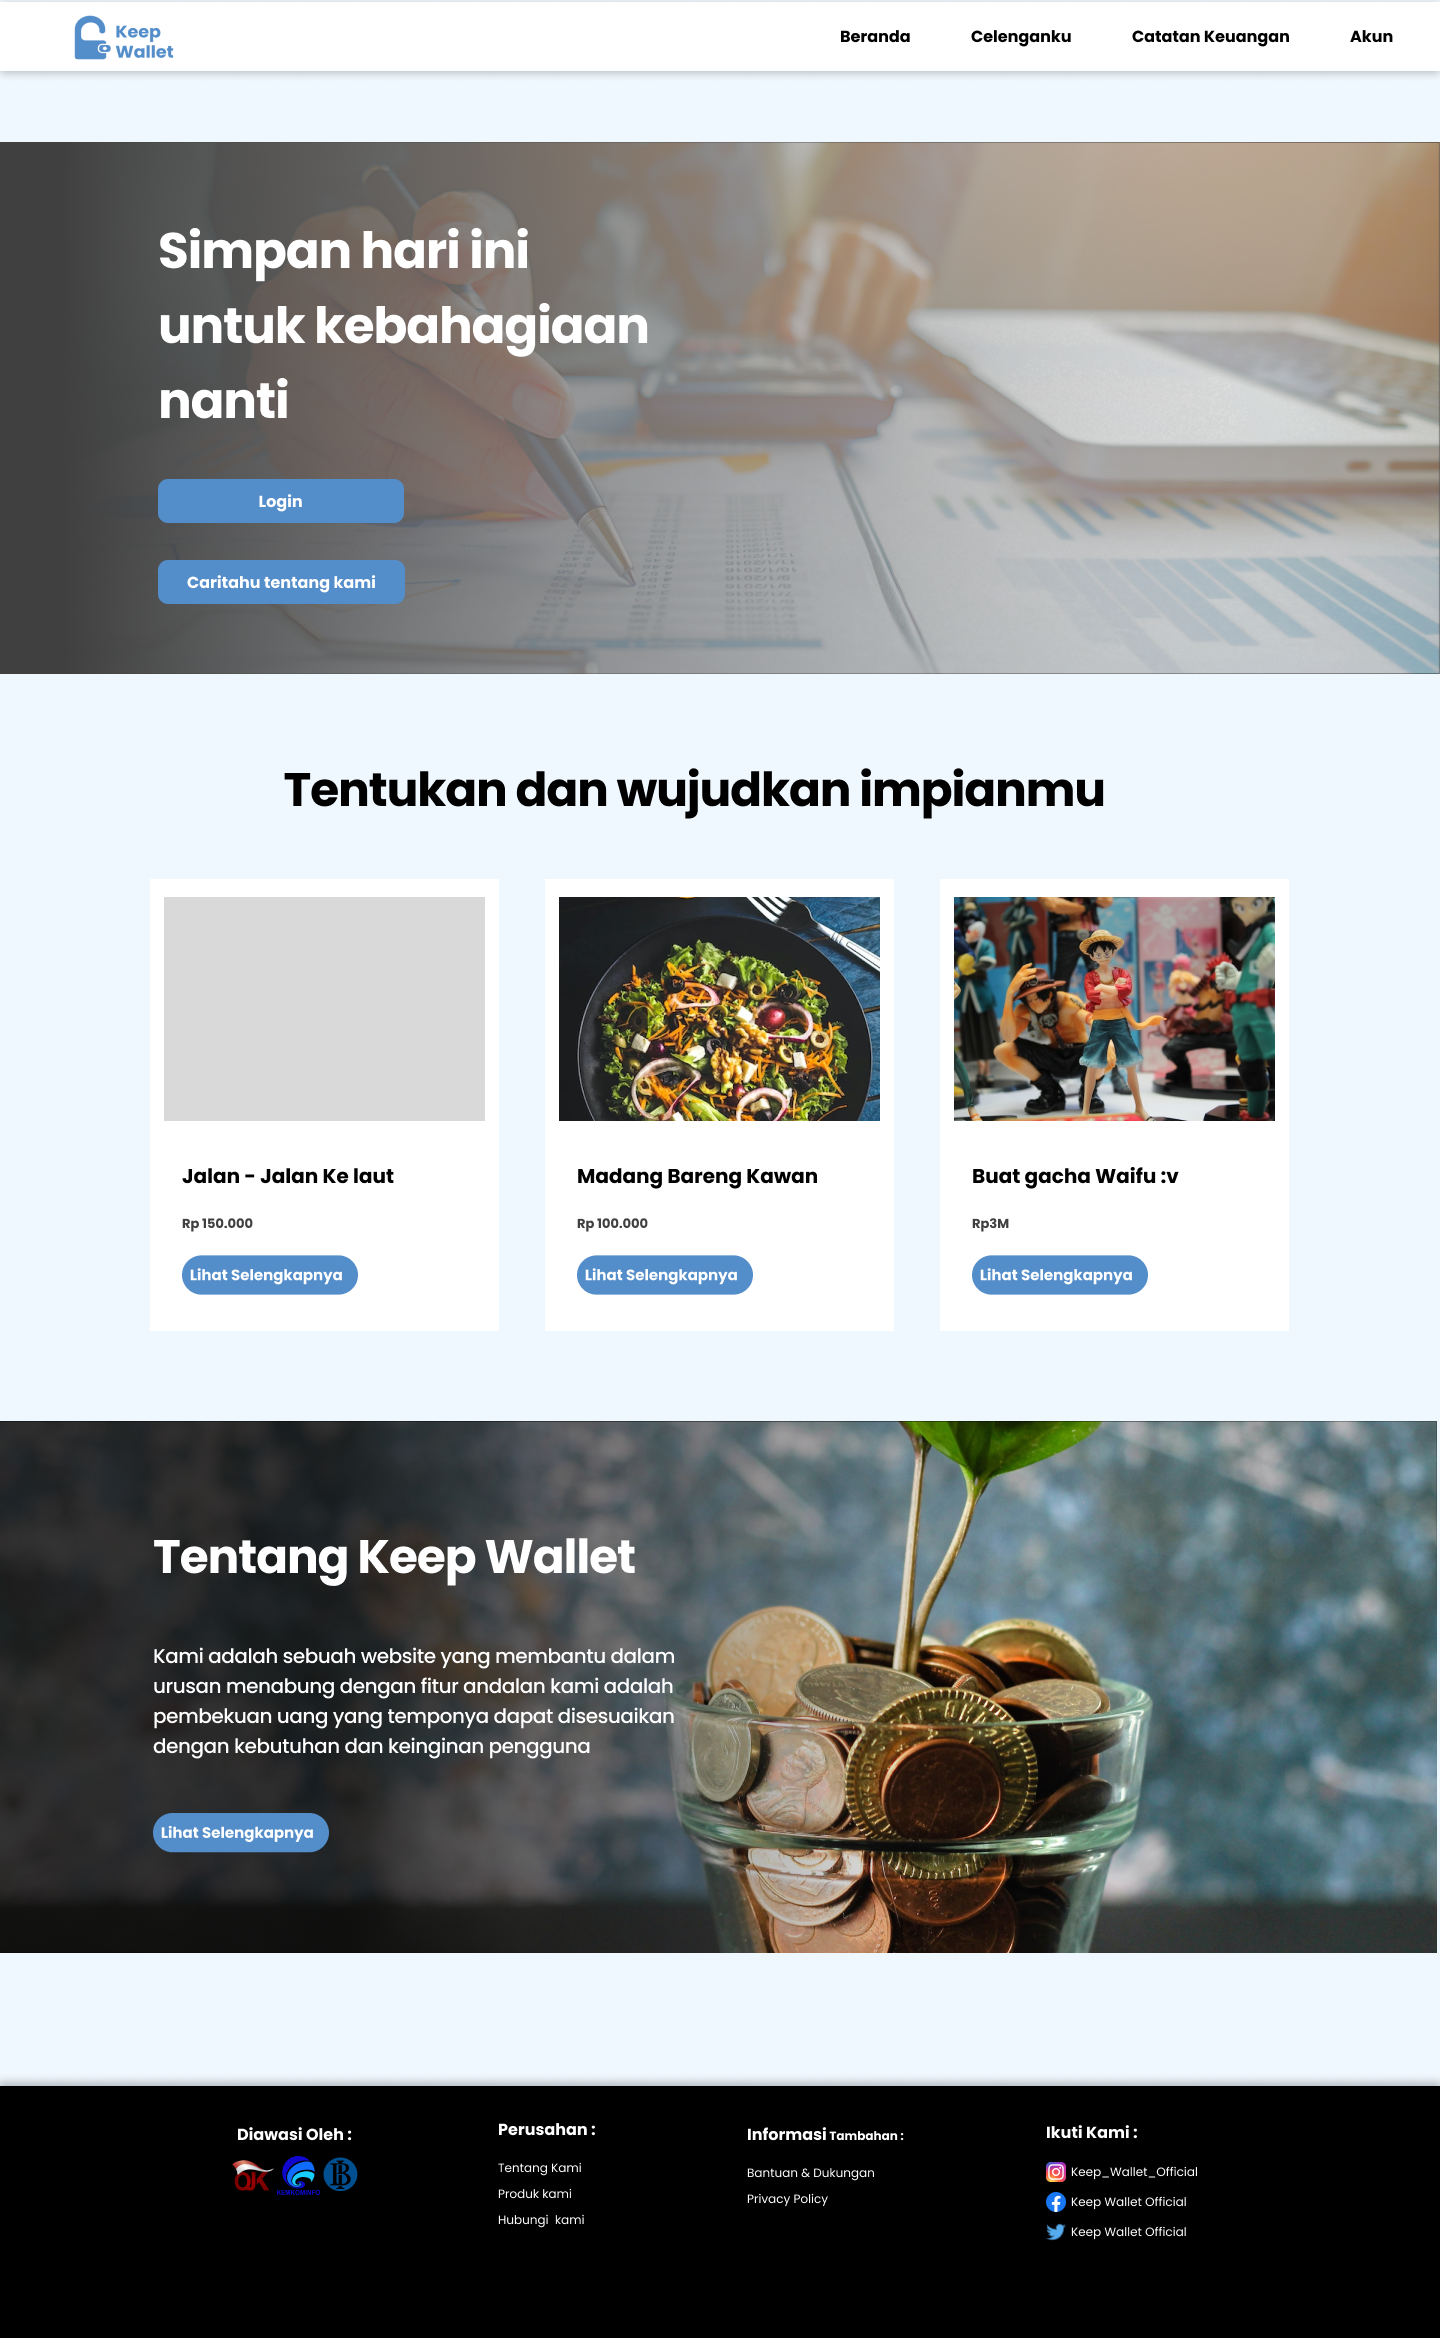 Keep
Wallet
Beranda
Celenganku
Catatan Keuangan
Akun
Simpan hari ini
untuk kebahagiaan
nanti
Login
Caritahu tentang kami
Tentukan dan wujudkan impianmu
Jalan - Jalan Ke laut
Rp 150.000
Lihat Selengkapnya
Madang Bareng Kawan
Rp 100.000
Lihat Selengkapnya
Buat gacha Waifu :v
Rp3M
Lihat Selengkapnya
Tentang Keep Wallet
Kami adalah sebuah website yang membantu dalam
urusan menabung dengan fitur andalan kami adalah
pembekuan uang yang temponya dapat disesuaikan
dengan kebutuhan dan keinginan pengguna
Lihat Selengkapnya
Diawasi Oleh :
Perusahan :
Tentang Kami
Produk kami
Hubungi  kami
Informasi Tambahan :
Bantuan & Dukungan
Privacy Policy
Ikuti Kami :
Keep_Wallet_Official
Keep Wallet Official
Keep Wallet Official